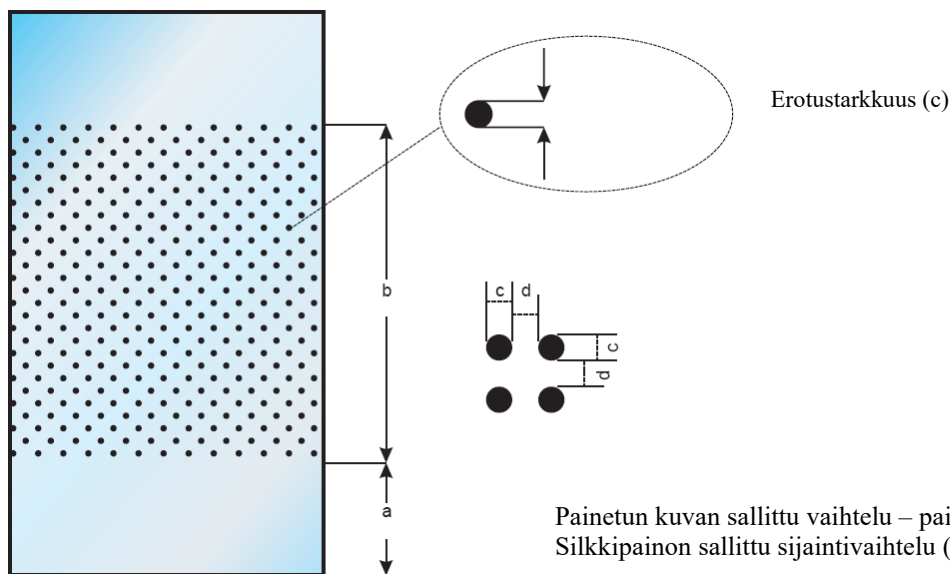 Erotustarkkuus (c)
b
c d
c
d
a
Painetun kuvan sallittu vaihtelu – pai
Silkkipainon sallittu sijaintivaihtelu (